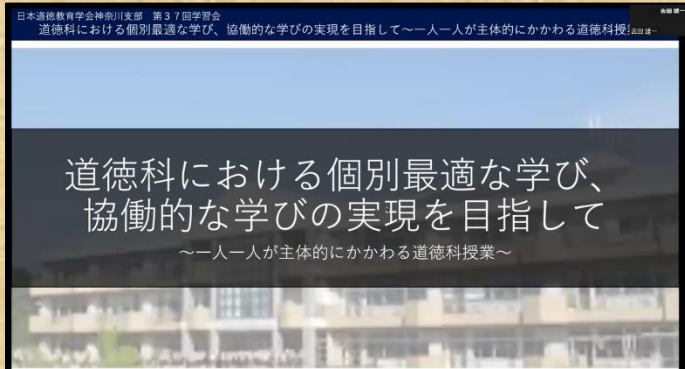 日本道徳教育学会神奈川支部　第３７回学習会
道徳科における個別最適な学び、協働的な学びの実現を目指して～一人一人が主体的にかかわる道徳科授
道徳科における個別最適な学び、
協働的な学びの実現を目指して
～一人一人が主体的にかかわる道徳科授業～